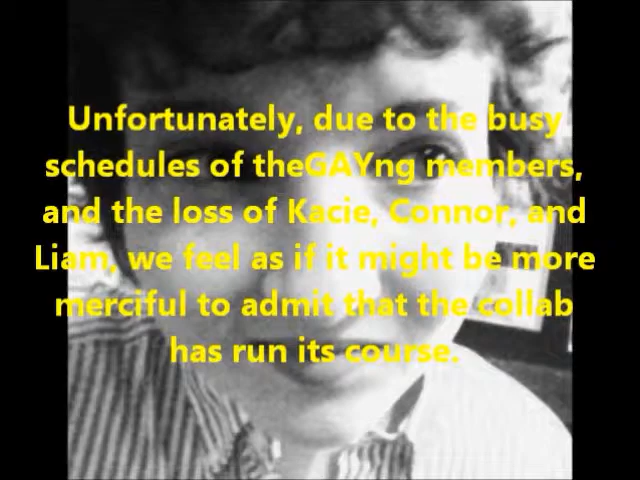 Unfortunately, due to the busy
schedules of theGAYng members,
and the loss of Kacie, Connor, and
Liam, we feel as if it might be more
merciful to admit that the collab
has run its course.